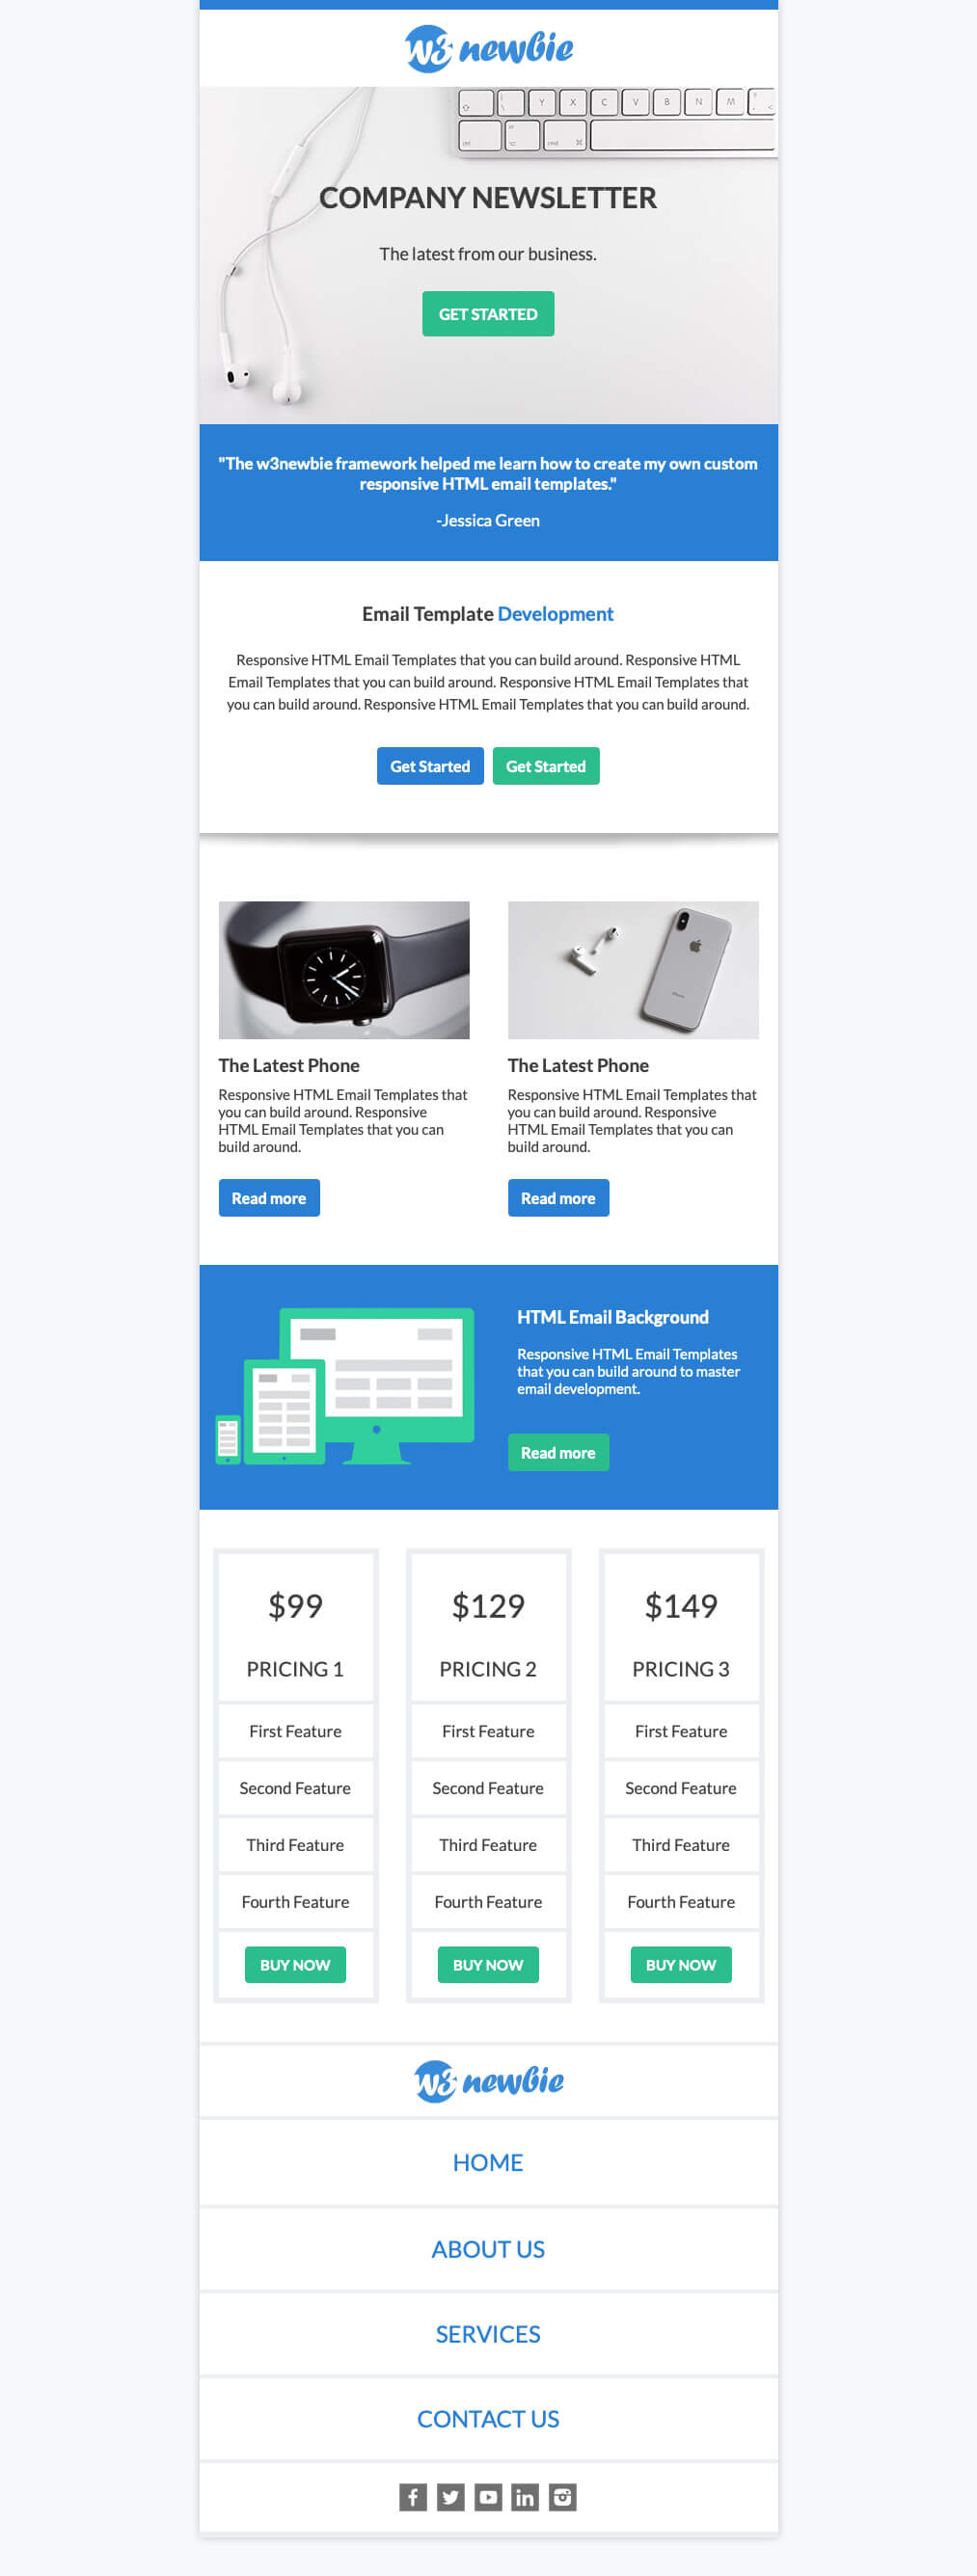 w3 newbie
Y X C V B N M
cmd ⌘
COMPANY NEWSLETTER
The latest from our business.
GET STARTED
"The w3newbie framework helped me learn how to create my own custom
responsive HTML email templates."
-Jessica Green
Email Template Development
Responsive HTML Email Templates that you can build around. Responsive HTML
Email Templates that you can build around. Responsive HTML Email Templates that
you can build around. Responsive HTML Email Templates that you can build around.
Get Started Get Started
iPhone
The Latest Phone
Responsive HTML Email Templates that
you can build around. Responsive
HTML Email Templates that you can
build around.
Read more
The Latest Phone
Responsive HTML Email Templates that
you can build around. Responsive
HTML Email Templates that you can
build around.
Read more
HTML Email Background
Responsive HTML Email Templates
that you can build around to master
email development.
Read more
$99
PRICING 1
First Feature
Second Feature
Third Feature
Fourth Feature
BUY NOW
$129
PRICING 2
First Feature
Second Feature
Third Feature
Fourth Feature
BUY NOW
$149
PRICING 3
First Feature
Second Feature
Third Feature
Fourth Feature
BUY NOW
w3 newbie
HOME
ABOUT US
SERVICES
CONTACT US